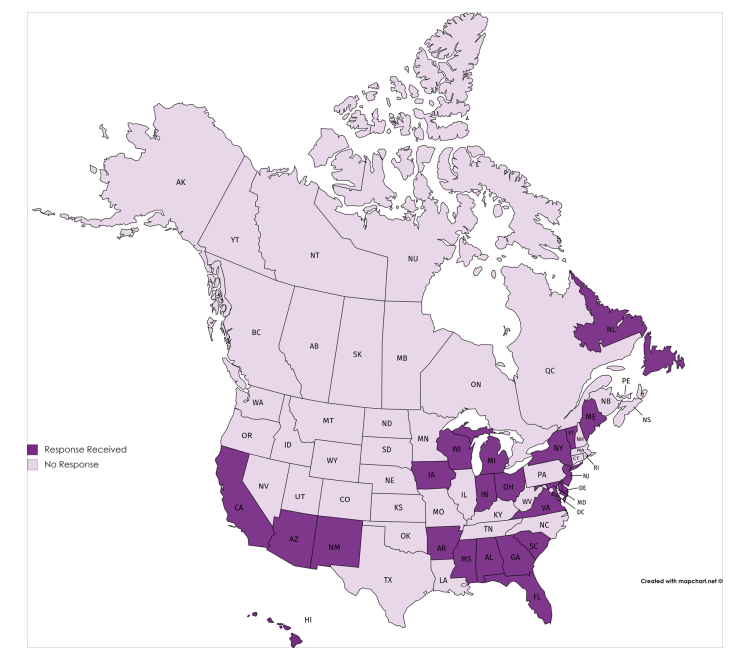 AK
YT
NT
NU
BC
AB
SK
MB
ON
QC
NL
PE
NB
NS
WA
MT
ND
MN
OR
ID
SD
WY
WI
MI
NY
VT
NH
ME
MA
CT
RI
Response Received
No Response
NV
UT
CO
NE
IA
IL
IN
OH
PA
NJ
DE
MD
DC
CA
KS
MO
KY
WV
VA
AZ
NM
OK
AR
TN
NC
MS
AL
GA
SC
TX
LA
FL
Created with mapchart.net ©
HI